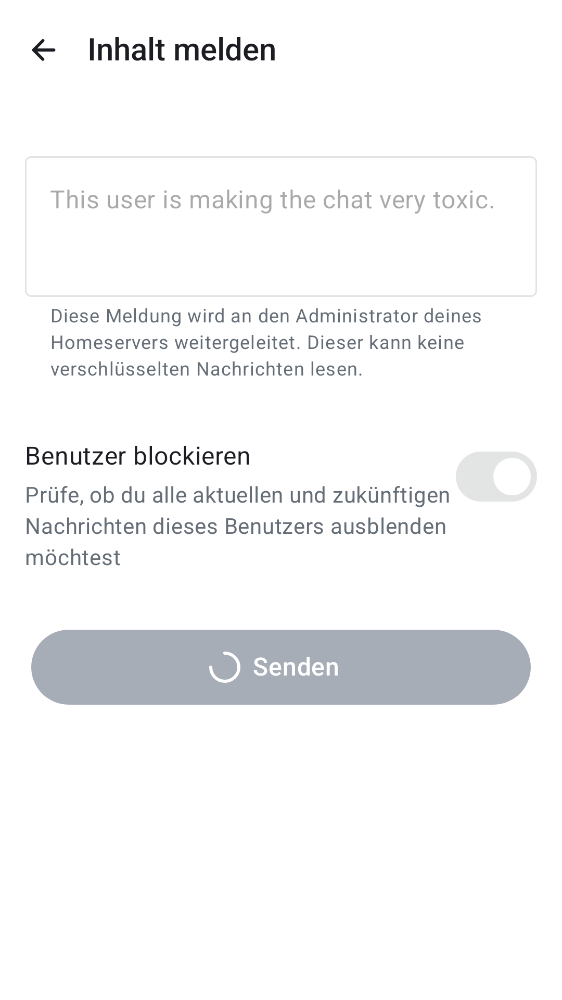 Inhalt melden
This user is making the chat very toxic.
Diese Meldung wird an den Administrator deines
Homeservers weitergeleitet. Dieser kann keine
verschlüsselten Nachrichten lesen.
Benutzer blockieren
Prüfe, ob du alle aktuellen und zukünftigen
Nachrichten dieses Benutzers ausblenden
möchtest
Senden